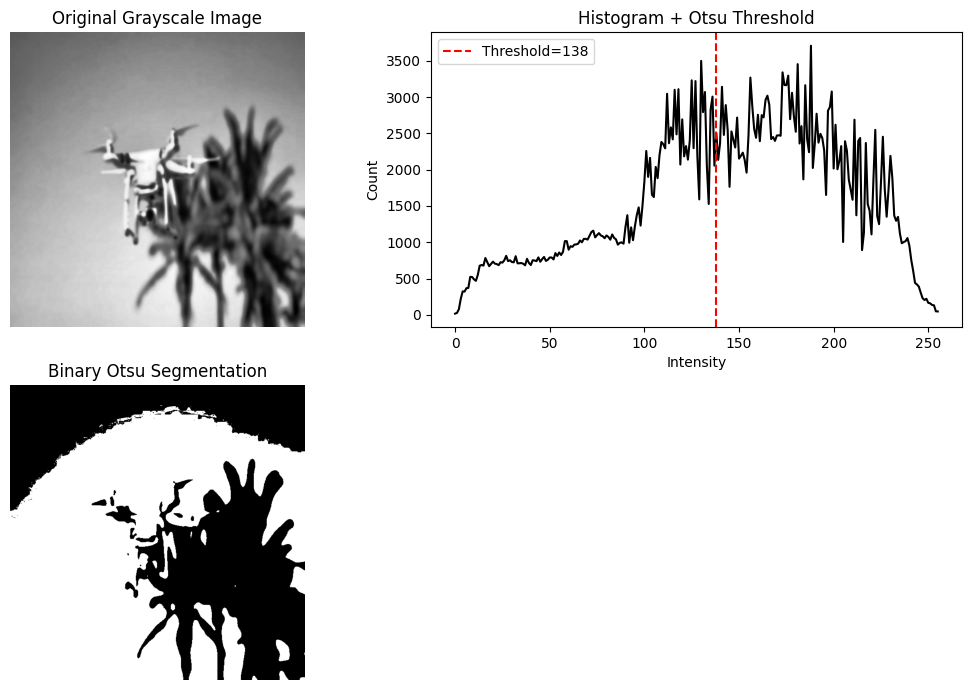 Original Grayscale Image
Histogram + Otsu Threshold
Threshold=138
3500
3000
2500
2000
1500
1000
500
0
Count
0 50 100 150 200 250
Intensity
Binary Otsu Segmentation